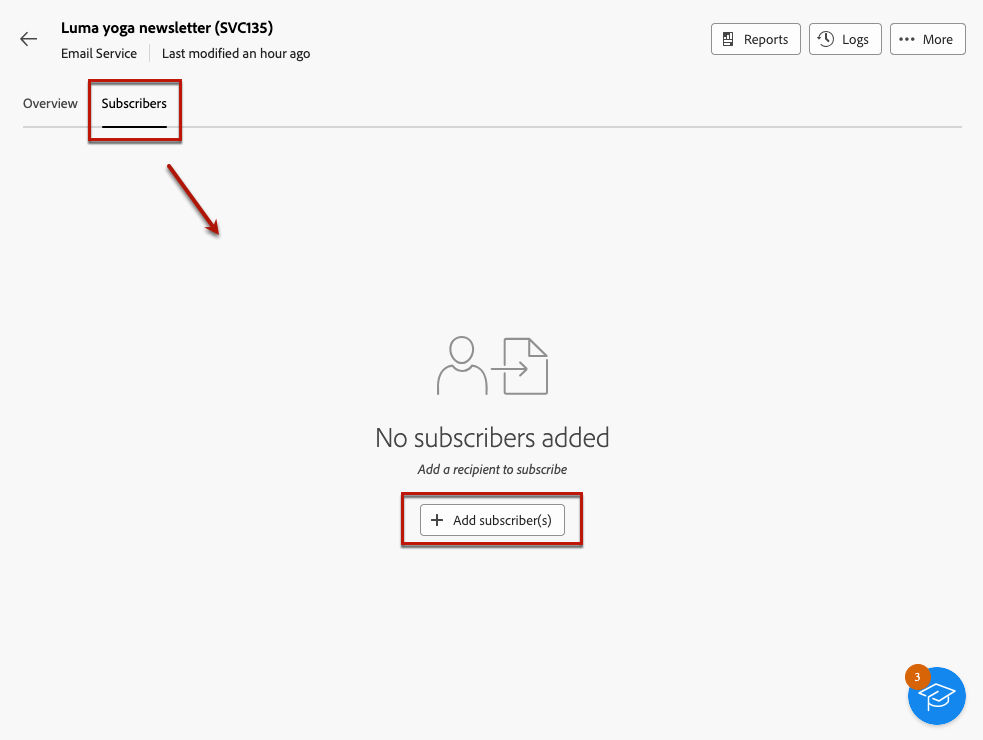 Luma yoga newsletter (SVC135)
Email Service Last modified an hour ago
Reports Logs More
Overview Subscribers
No subscribers added
Add a recipient to subscribe
Add subscriber(s)
3